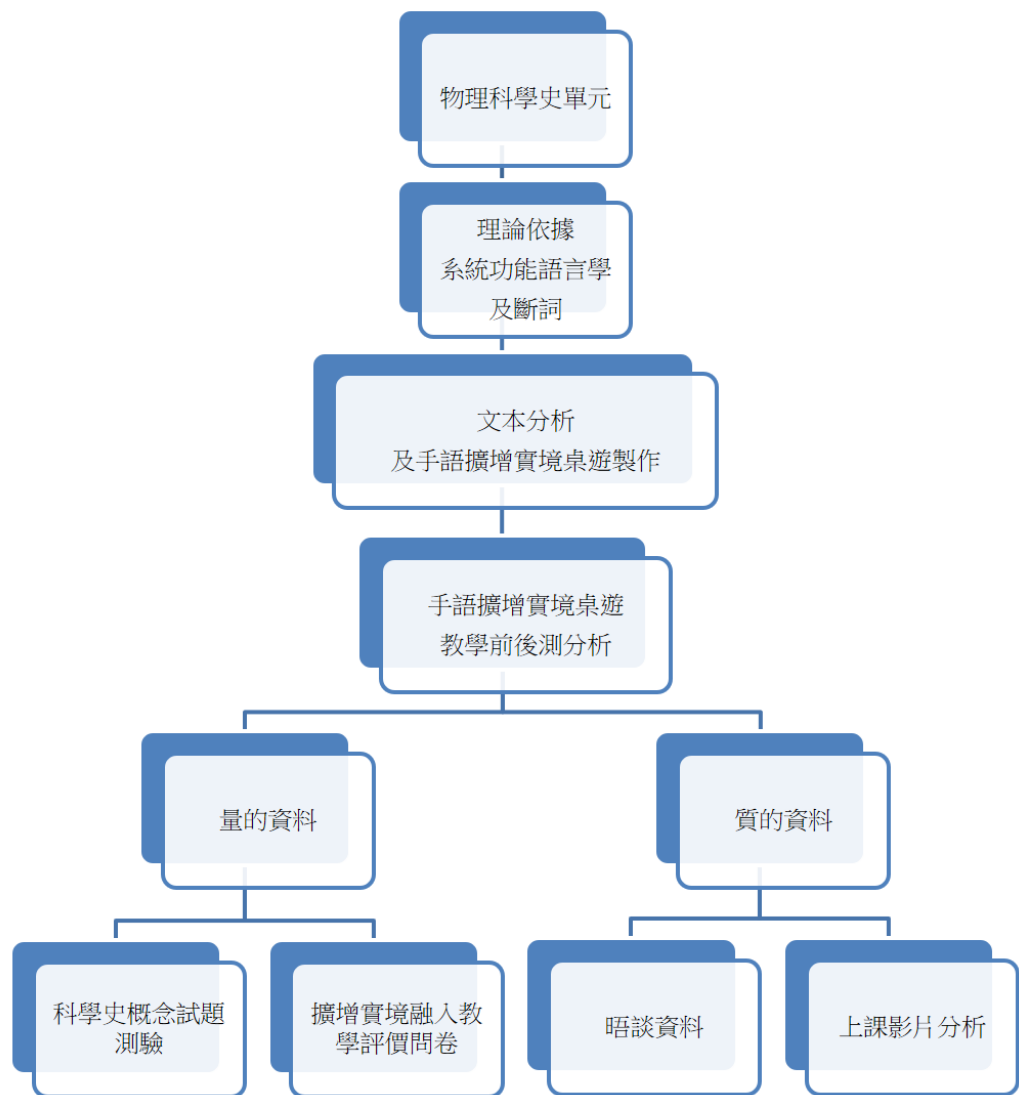 物理科學史單元
理論依據
系統功能語言學
及斷詞
文本分析
及手語擴增實境桌遊製作
手語擴增實境桌遊
教學前後測分析
量的資料
質的資料
科學史概念試題
測驗
擴增實境融入教
學評價問卷
晤談資料
上課影片分析